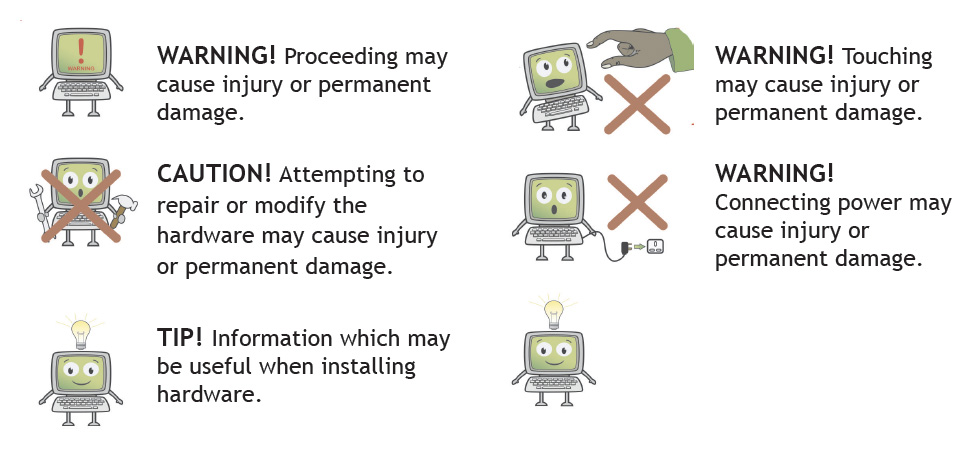 WARNING
WARNING! Proceeding may
cause injury or permanent
damage.
WARNING! Touching
may cause injury or
permanent damage.
CAUTION! Attempting to
repair or modify the
hardware may cause injury
or permanent damage.
WARNING!
Connecting power may
cause injury or
permanent damage.
TIP! Information which may
be useful when installing
hardware.